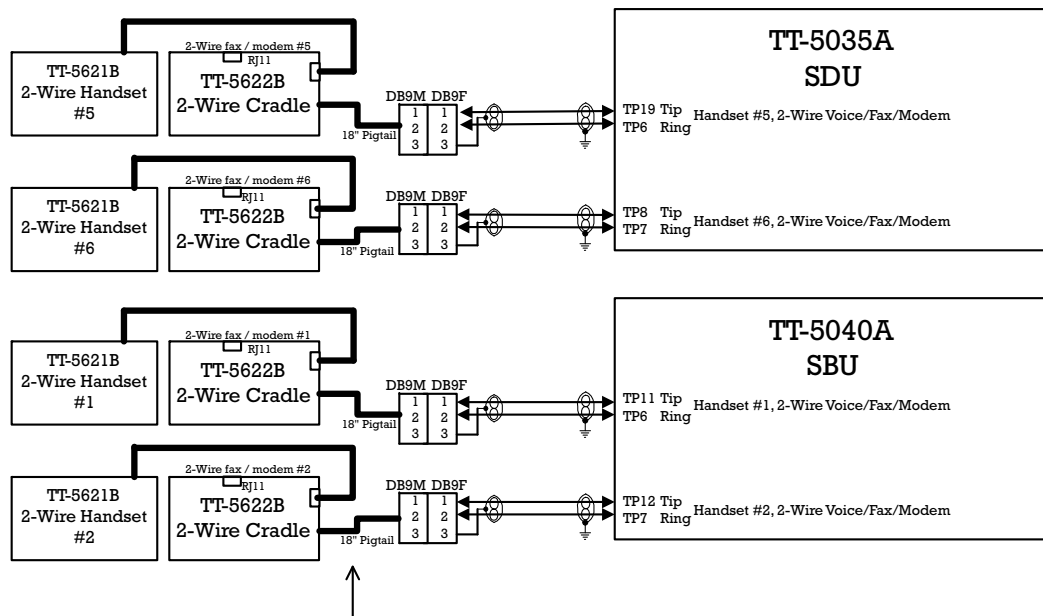 TT-5621B
2-Wire Handset
#5
2-Wire fax / modem #5
RJ11
TT-5622B
2-Wire Cradle
18" Pigtail
DB9M DB9F
1 1
2 2
3 3
TT-5035A
SDU
TP19 Tip
TP6 Ring
Handset #5, 2-Wire Voice/Fax/Modem
TT-5621B
2-Wire Handset
#6
2-Wire fax / modem #6
RJ11
TT-5622B
2-Wire Cradle
18" Pigtail
DB9M DB9F
1 1
2 2
3 3
TP8 Tip
TP7 Ring
Handset #6, 2-Wire Voice/Fax/Modem
TT-5621B
2-Wire Handset
#1
2-Wire fax / modem #1
RJ11
TT-5622B
2-Wire Cradle
18" Pigtail
DB9M DB9F
1 1
2 2
3 3
TT-5040A
SBU
TP11 Tip
TP6 Ring
Handset #1, 2-Wire Voice/Fax/Modem
TT-5621B
2-Wire Handset
#2
2-Wire fax / modem #2
RJ11
TT-5622B
2-Wire Cradle
18" Pigtail
DB9M DB9F
1 1
2 2
3 3
TP12 Tip
TP7 Ring
Handset #2, 2-Wire Voice/Fax/Modem